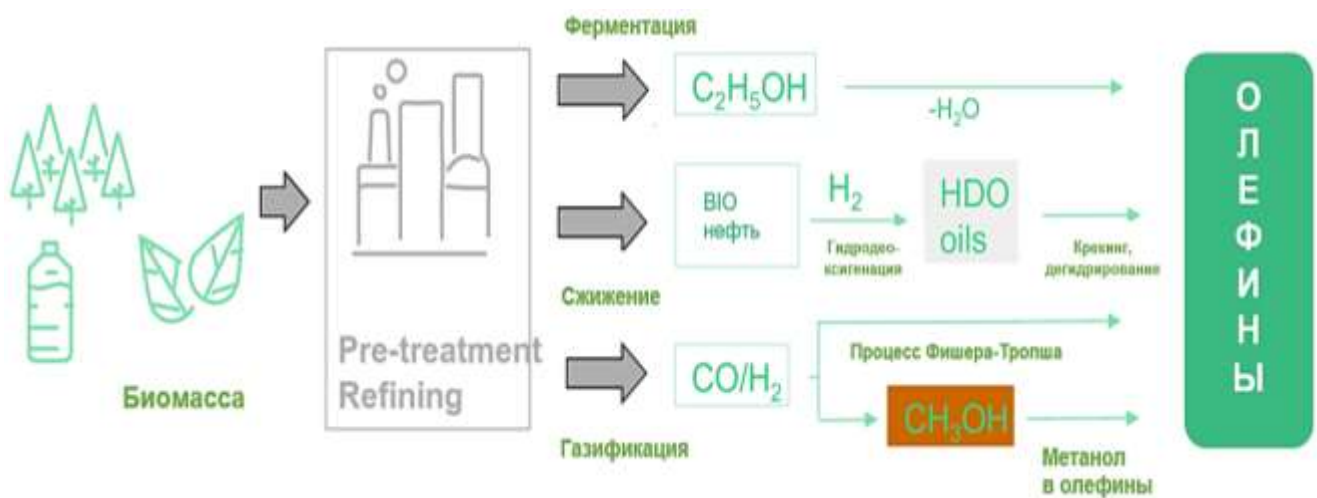 Ферментация
C₂H₅OH
-H₂O
BIO
нефть
H₂
Гидродео-
ксигенация
HDO
oils
Крекинг,
дегидрирование
Сжижение
Pre-treatment
Refining
Биомасса
CO/H₂
Процесс Фишера-Тропша
CH₃OH
Газификация
Метанол
в олефины
О
Л
Е
Ф
И
Н
Ы